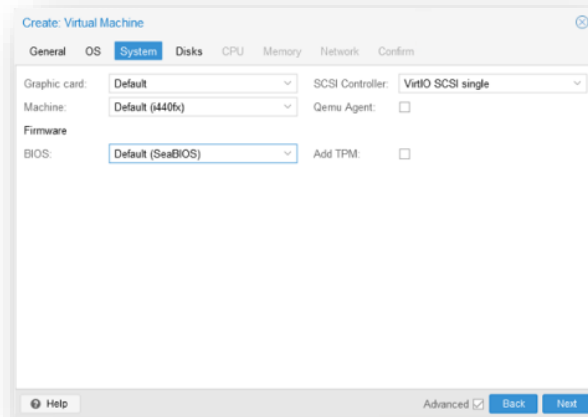 Create: Virtual Machine
General OS System Disks CPU Memory Network Confirm
Graphic card: Default SCSI Controller: VirtIO SCSI single
Machine: Default (i440fx) Qemu Agent:
Firmware
BIOS: Default (SeaBIOS) Add TPM:
Help Advanced Back Next